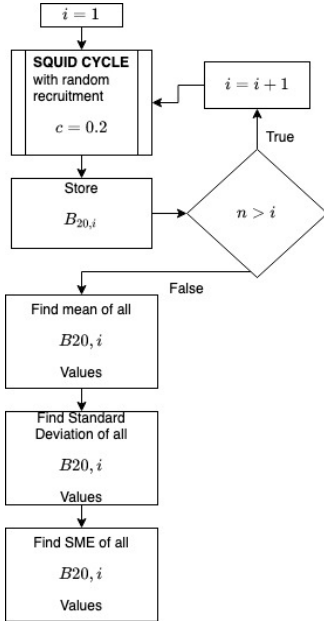 i = 1
SQUID CYCLE
with random
recruitment
c = 0.2
i = i + 1
True
Store
B₂₀,ᵢ
n > i
False
Find mean of all
B20, i
Values
Find Standard
Deviation of all
B20, i
Values
Find SME of all
B20, i
Values